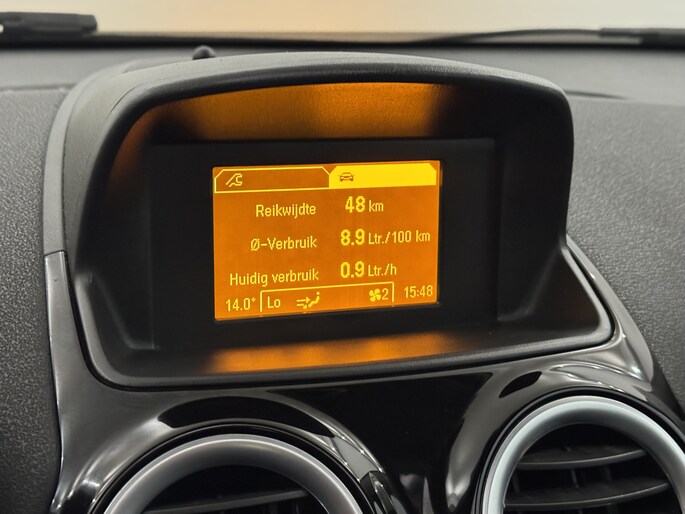 Reikwijdte 48 km
Ø-Verbruik 8.9 Ltr./100 km
Huidig verbruik 0.9 Ltr./h
14.0° Lo 2 15:48